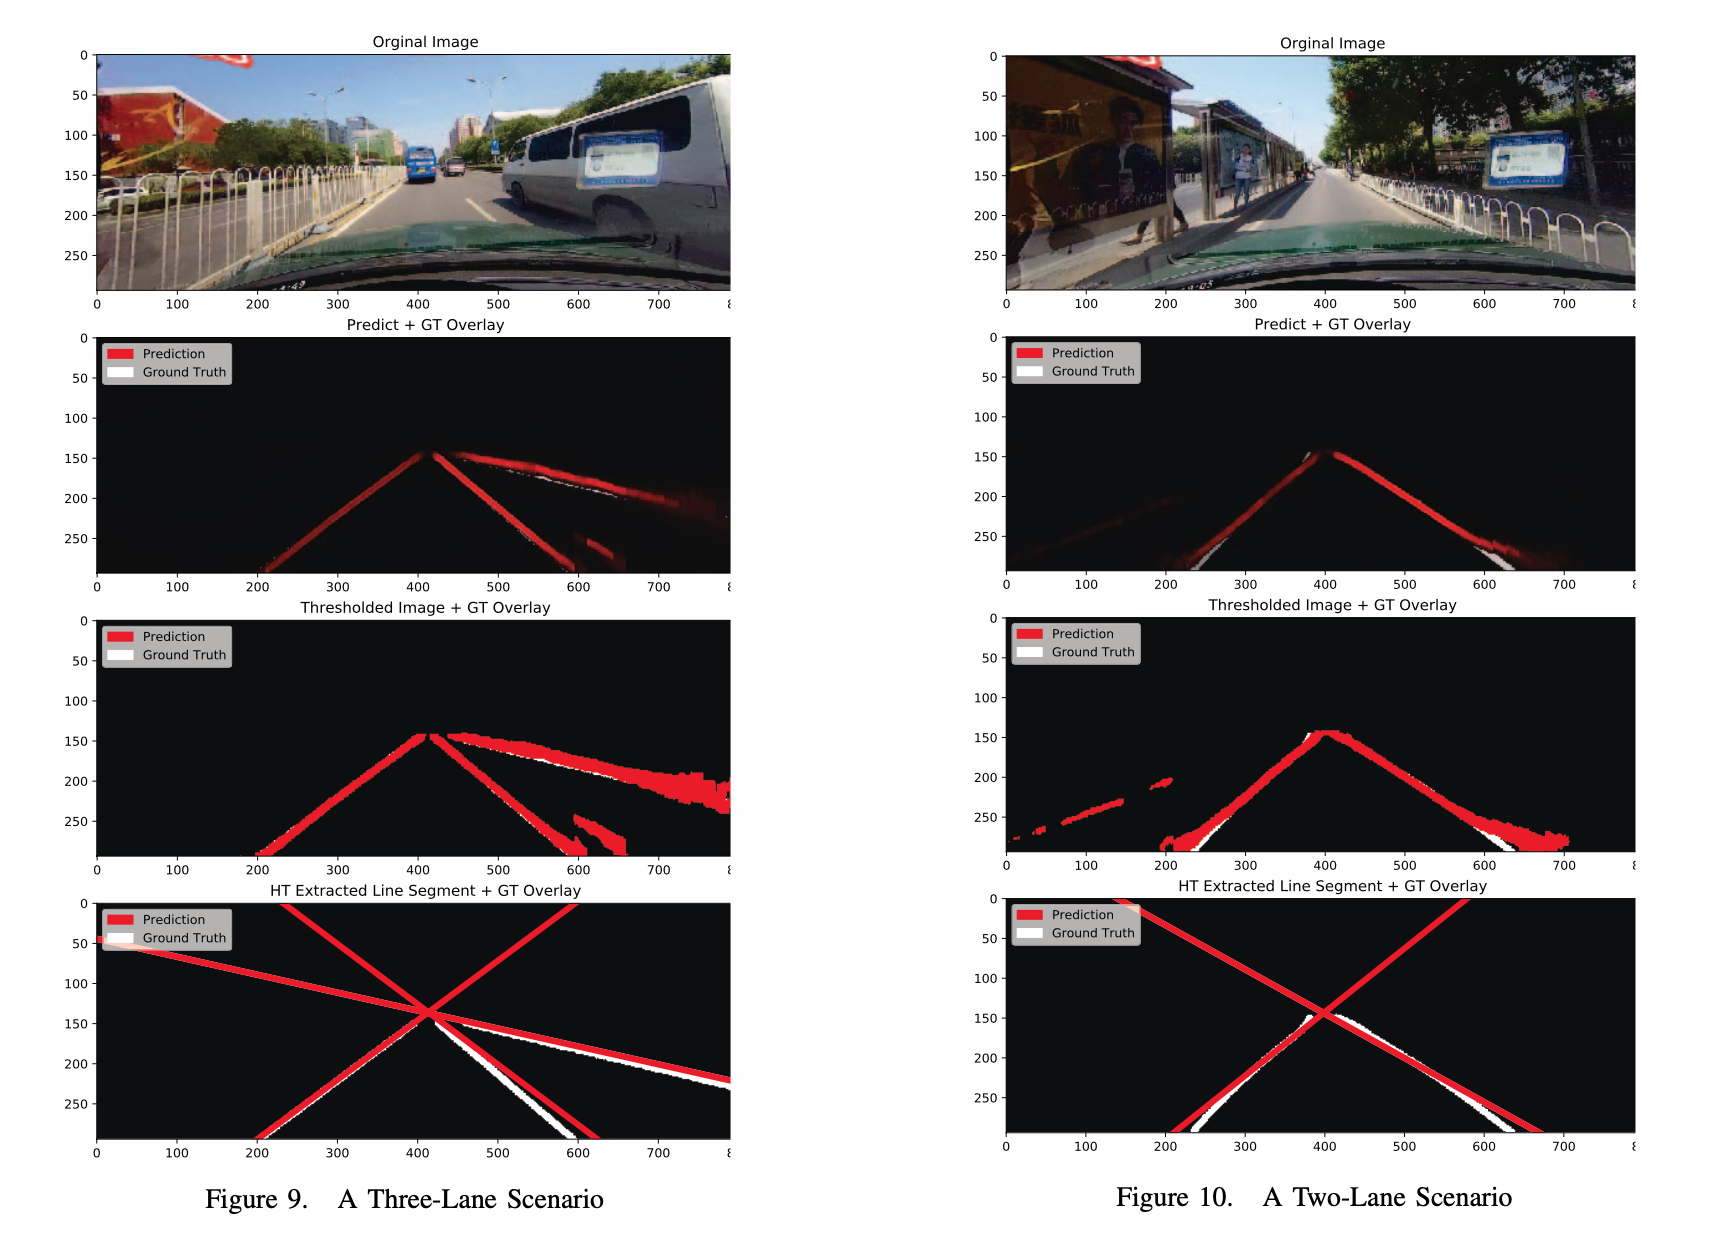 Orginal Image
0
50
100
150
200
250
0 100 200 300 400 500 600 700 8
Predict + GT Overlay
Prediction
Ground Truth
0
50
100
150
200
250
0 100 200 300 400 500 600 700 8
Thresholded Image + GT Overlay
Prediction
Ground Truth
0
50
100
150
200
250
0 100 200 300 400 500 600 700 8
HT Extracted Line Segment + GT Overlay
Prediction
Ground Truth
0
50
100
150
200
250
0 100 200 300 400 500 600 700 8
Figure 9. A Three-Lane Scenario
Orginal Image
0
50
100
150
200
250
0 100 200 300 400 500 600 700 8
Predict + GT Overlay
Prediction
Ground Truth
0
50
100
150
200
250
0 100 200 300 400 500 600 700 8
Thresholded Image + GT Overlay
Prediction
Ground Truth
0
50
100
150
200
250
0 100 200 300 400 500 600 700 8
HT Extracted Line Segment + GT Overlay
Prediction
Ground Truth
0
50
100
150
200
250
0 100 200 300 400 500 600 700 8
Figure 10. A Two-Lane Scenario